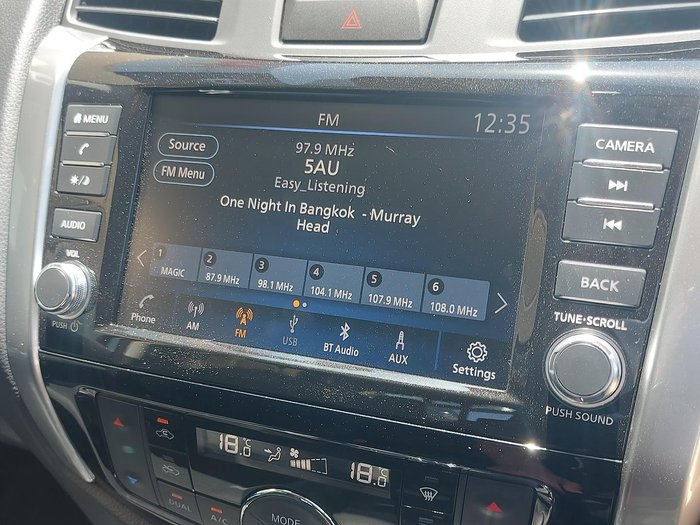 MENU
AUDIO
VOL
PUSH
FM
12:35
Source
FM Menu
97.9 MHz
5AU
Easy_Listening
One Night In Bangkok - Murray
Head
1
MAGIC
2
87.9 MHz
3
98.1 MHz
4
104.1 MHz
5
107.9 MHz
6
108.0 MHz
Phone
AM
FM
USB
BT Audio
AUX
Settings
CAMERA
BACK
TUNE·SCROLL
PUSH SOUND
18.0°C
18.0°C
DUAL
A/C
MODE